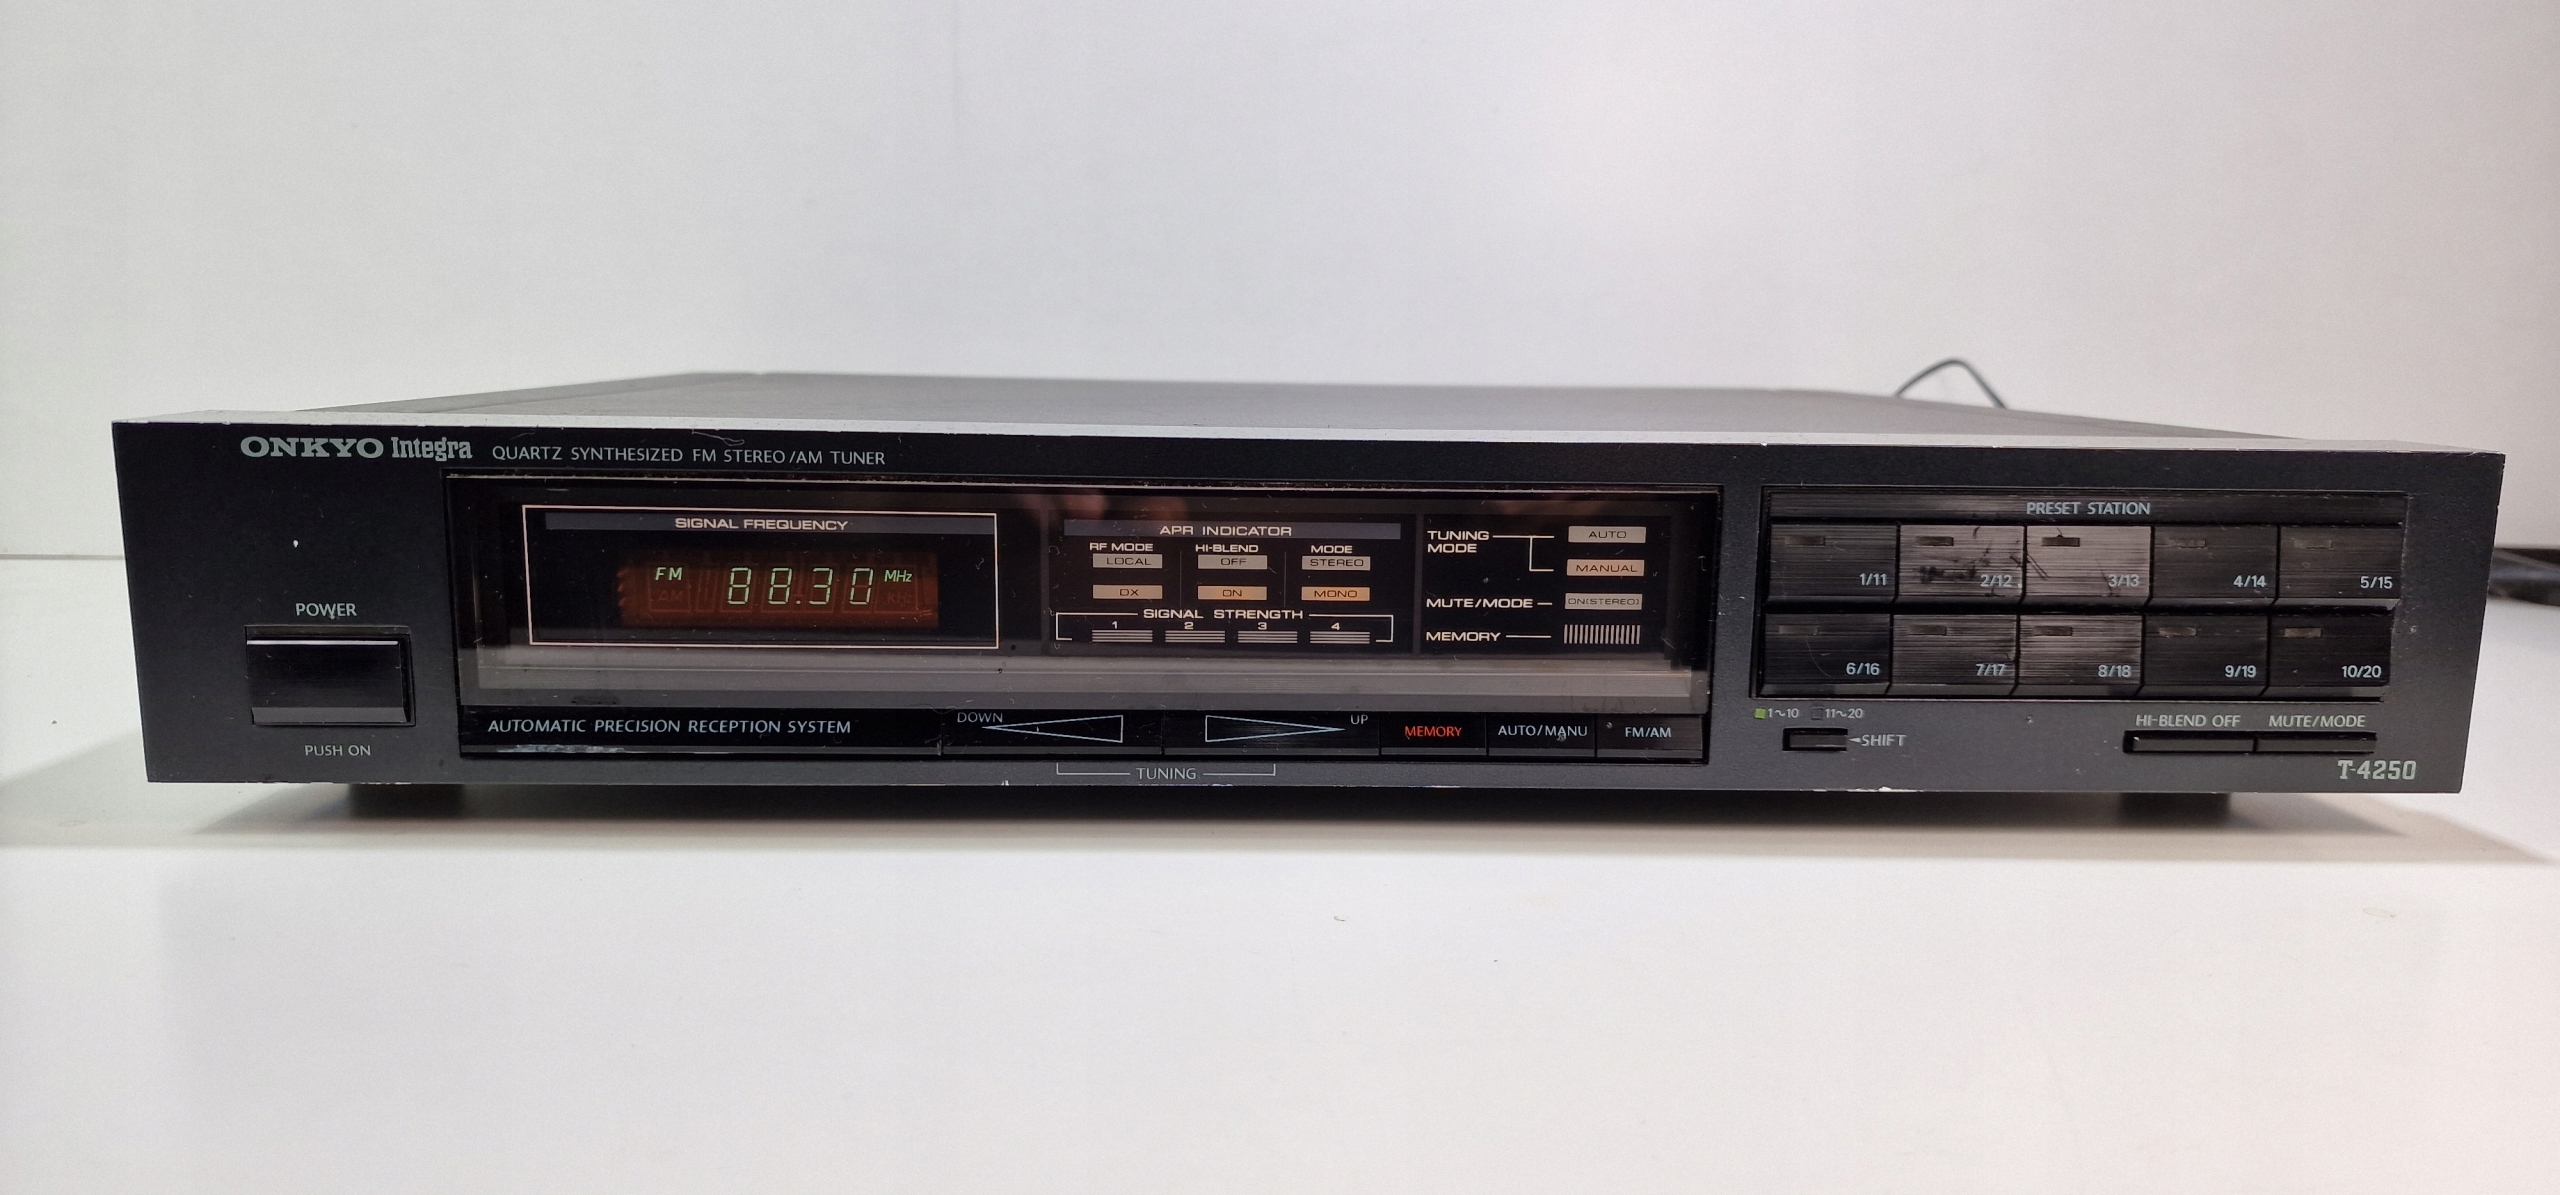 ONKYO Integra QUARTZ SYNTHESIZED FM STEREO/AM TUNER
POWER
PUSH ON
SIGNAL FREQUENCY
FM 88.30 MHz
AM KHz
APR INDICATOR
RF MODE HI-BLEND MODE
LOCAL OFF STEREO
DX ON MONO
SIGNAL STRENGTH
1 2 3 4
TUNING MODE
AUTO
MANUAL
MUTE/MODE ON(STEREO)
MEMORY
AUTOMATIC PRECISION RECEPTION SYSTEM
DOWN UP
MEMORY AUTO/MANU FM/AM
TUNING
PRESET STATION
1/11 2/12 3/13 4/14 5/15
6/16 7/17 8/18 9/19 10/20
1~10 11~20
SHIFT
HI-BLEND OFF MUTE/MODE
T-4250